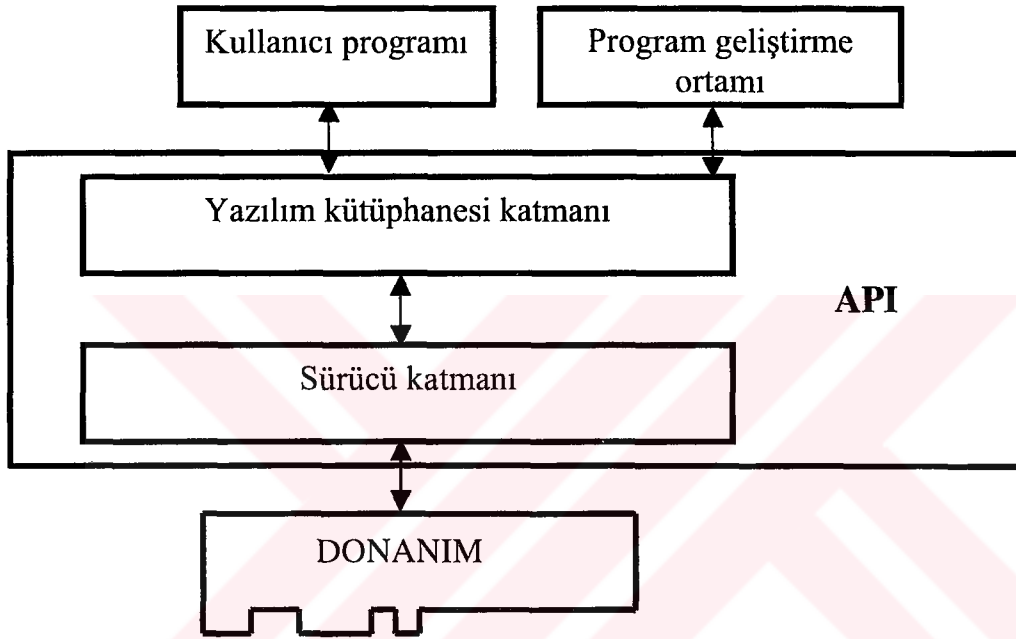 Kullanıcı programı
Program geliştirme
ortamı
Yazılım kütüphanesi katmanı
API
Sürücü katmanı
DONANIM